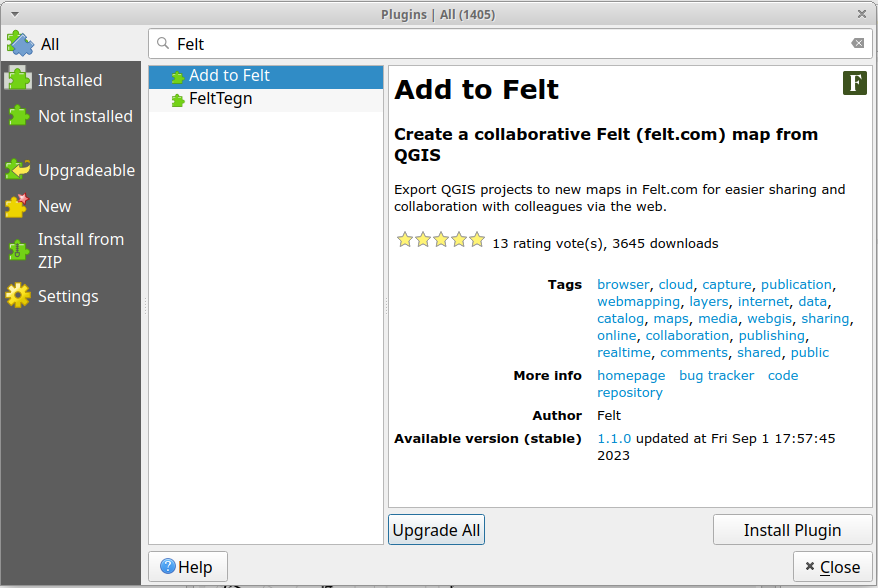 Plugins | All (1405)
All
Felt
Installed
Not installed
Upgradeable
New
Install from
ZIP
Settings
Add to Felt
FeltTegn
Add to Felt
F
Create a collaborative Felt (felt.com) map from
QGIS
Export QGIS projects to new maps in Felt.com for easier sharing and
collaboration with colleagues via the web.
13 rating vote(s), 3645 downloads
Tags browser, cloud, capture, publication,
webmapping, layers, internet, data,
catalog, maps, media, webgis, sharing,
online, collaboration, publishing,
realtime, comments, shared, public
More info homepage bug tracker code
repository
Author Felt
Available version (stable) 1.1.0 updated at Fri Sep 1 17:57:45
2023
Upgrade All
Install Plugin
Help
Close